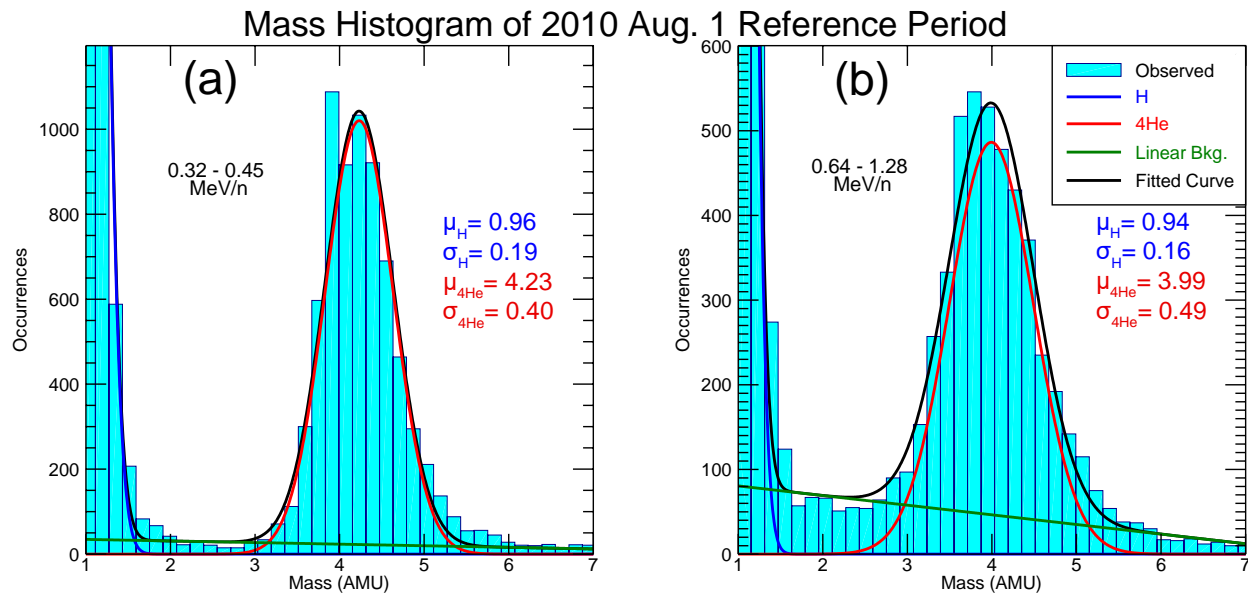 Mass Histogram of 2010 Aug. 1 Reference Period
(a)
0.32 - 0.45
MeV/n
μH= 0.96
σH= 0.19
μ4He= 4.23
σ4He= 0.40
Occurrences
0
200
400
600
800
1000
1 2 3 4 5 6 7
Mass (AMU)
(b)
0.64 - 1.28
MeV/n
Observed
H
4He
Linear Bkg.
Fitted Curve
μH= 0.94
σH= 0.16
μ4He= 3.99
σ4He= 0.49
Occurrences
0
100
200
300
400
500
600
1 2 3 4 5 6 7
Mass (AMU)